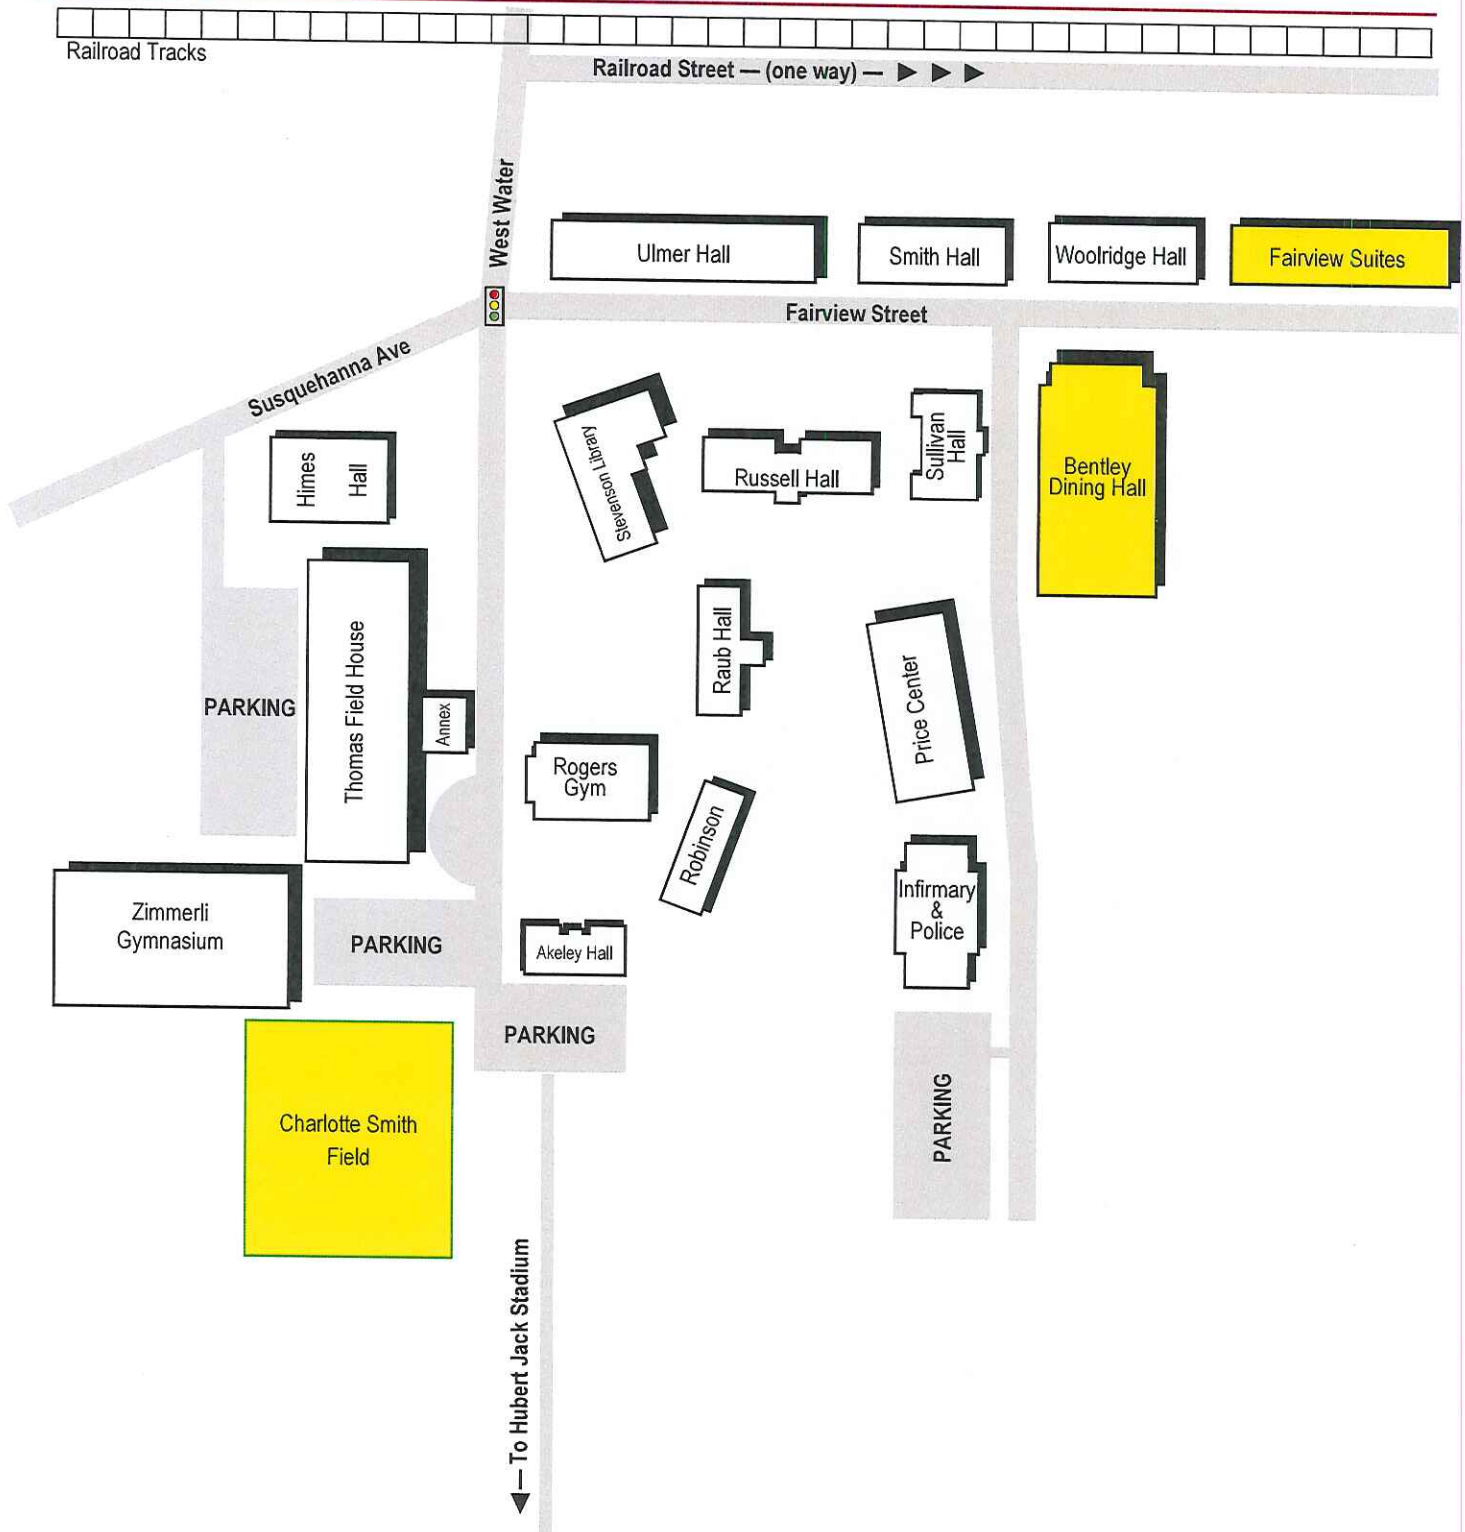 Railroad Tracks
Railroad Street — (one way) —
West Water
Ulmer Hall
Smith Hall
Woolridge Hall
Fairview Suites
Fairview Street
Susquehanna Ave
Himes
Hall
Stevenson Library
Russell Hall
Sullivan
Hall
Bentley
Dining Hall
Thomas Field House
Annex
PARKING
Raub Hall
Price Center
Rogers
Gym
Robinson
Zimmerli
Gymnasium
PARKING
Akeley Hall
Infirmary
&
Police
PARKING
PARKING
Charlotte Smith
Field
— To Hubert Jack Stadium